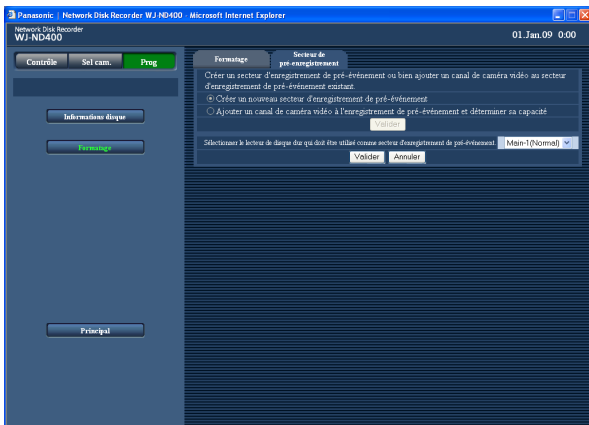 Panasonic | Network Disk Recorder WJ-ND400 - Microsoft Internet Explorer
Network Disk Recorder
WJ-ND400
01.Jan.09 0:00
Contrôle Sel cam. Prog
Informations disque
Formatage
Principal
Formatage
Secteur de
pré-enregistrement
Créer un secteur d'enregistrement de pré-événement ou bien ajouter un canal de caméra vidéo au secteur
d'enregistrement de pré-événement existant.
Créer un nouveau secteur d'enregistrement de pré-événement
Ajouter un canal de caméra vidéo à l'enregistrement de pré-événement et déterminer sa capacité
Valider
Sélectionner le lecteur de disque dur qui doit être utilisé comme secteur d'enregistrement de pré-événement. Main-1(Normal)
Valider Annuler